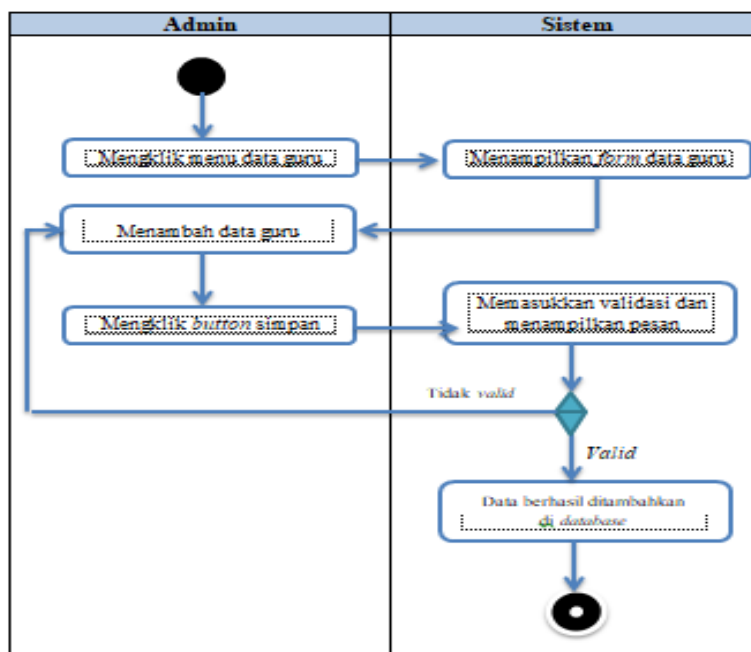 Admin
Sistem
Mengklik menu data guru
Menampilkan form data guru
Menambah data guru
Mengklik button simpan
Memasukkan validasi dan
menampilkan pesan
Tidak valid
Valid
Data berhasil ditambahkan
di database